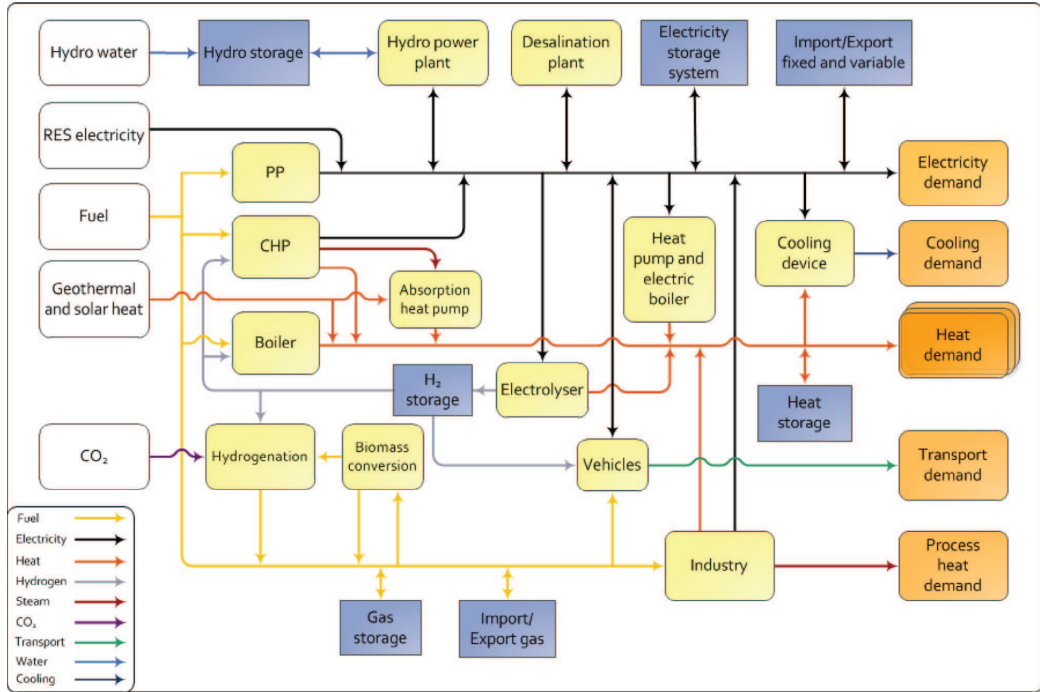 Hydro water
Hydro storage
Hydro power
plant
Desalination
plant
Electricity
storage
system
Import/Export
fixed and variable
RES electricity
PP
Electricity
demand
Fuel
CHP
Heat
pump and
electric
boiler
Cooling
device
Cooling
demand
Geothermal
and solar heat
Absorption
heat pump
Boiler
Heat
demand
H₂
storage
Electrolyser
Heat
storage
CO₂
Hydrogenation
Biomass
conversion
Vehicles
Transport
demand
Industry
Process
heat
demand
Gas
storage
Import/
Export gas
Fuel
Electricity
Heat
Hydrogen
Steam
CO₂
Transport
Water
Cooling